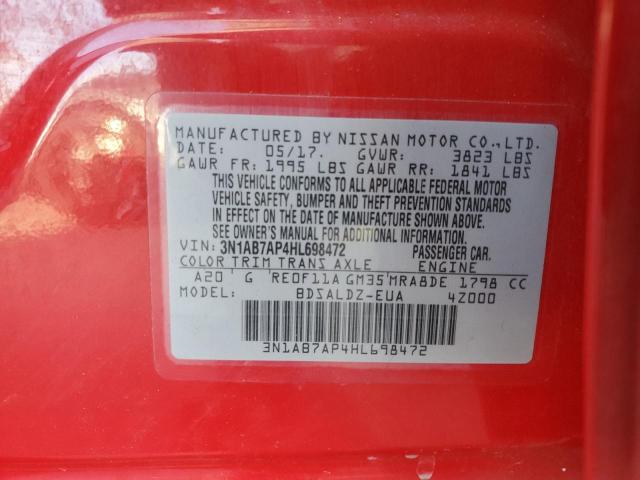 MANUFACTURED BY NISSAN MOTOR CO.,LTD.
DATE: 05/17. GVWR: 3823 LBS
GAWR FR: 1995 LBS GAWR RR: 1841 LBS
THIS VEHICLE CONFORMS TO ALL APPLICABLE FEDERAL MOTOR
VEHICLE SAFETY, BUMPER AND THEFT PREVENTION STANDARDS
IN EFFECT ON THE DATE OF MANUFACTURE SHOWN ABOVE.
SEE OWNER'S MANUAL FOR ADDITIONAL INFORMATION.
VIN: 3N1AB7AP4HL698472 PASSENGER CAR.
COLOR TRIM TRANS AXLE ENGINE
A20 G RE0F11A GM35 MRA8DE 1798 CC
MODEL: BDSALDZ-EUA 4Z000
3N1AB7AP4HL698472